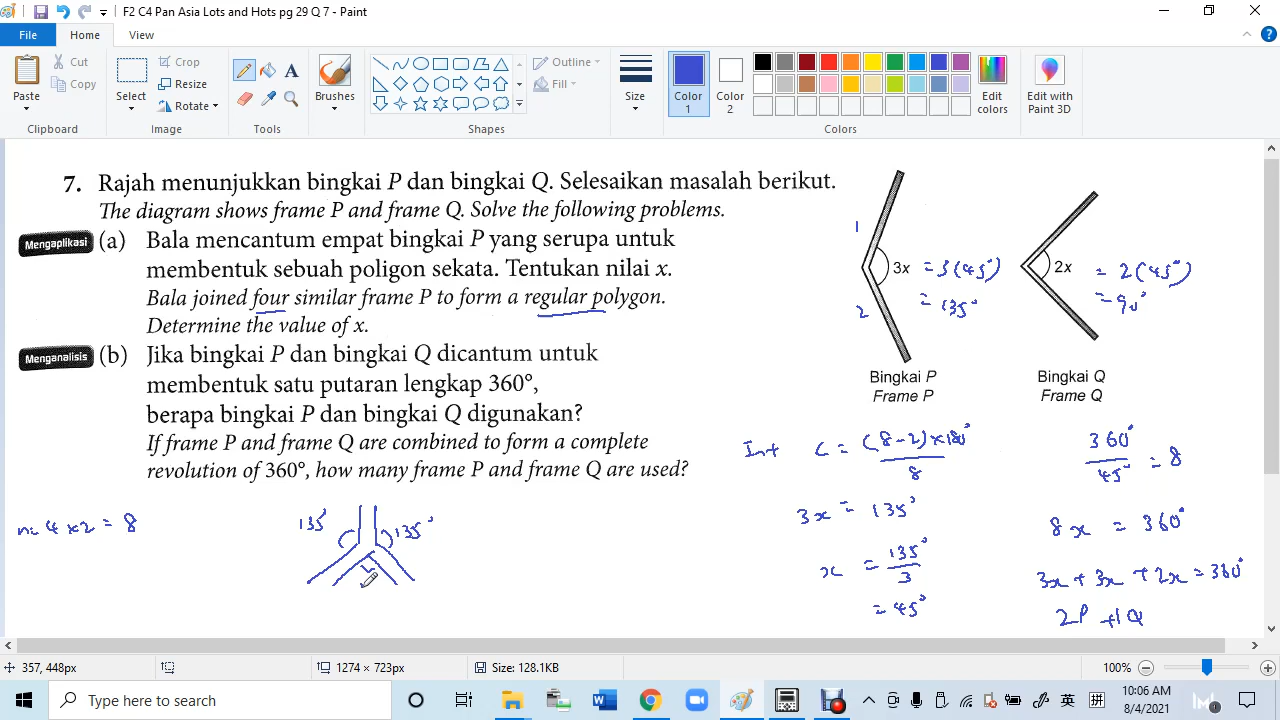 F2 C4 Pan Asia Lots and Hots pg 29 Q 7 - Paint
File Home View
Paste Cut Copy Clipboard
Select Crop Resize Rotate Image
Tools
Brushes
Outline Fill Shapes
Size
Color 1 Color 2 Edit colors Colors
Edit with Paint 3D
7. Rajah menunjukkan bingkai P dan bingkai Q. Selesaikan masalah berikut.
The diagram shows frame P and frame Q. Solve the following problems.
Mengaplikasi (a) Bala mencantum empat bingkai P yang serupa untuk
membentuk sebuah poligon sekata. Tentukan nilai x.
Bala joined four similar frame P to form a regular polygon.
Determine the value of x.
Menganalisis (b) Jika bingkai P dan bingkai Q dicantum untuk
membentuk satu putaran lengkap 360°,
berapa bingkai P dan bingkai Q digunakan?
If frame P and frame Q are combined to form a complete
revolution of 360°, how many frame P and frame Q are used?
1
2
3x = 3(45°)
= 135°
Bingkai P
Frame P
2x = 2(45°)
= 90°
Bingkai Q
Frame Q
n= 4 × 2 = 8
135° 135°
Int ∠ = (8-2)×180°
8
3x = 135°
x = 135°
3
= 45°
360°
45° = 8
8x = 360°
3x + 3x + 2x = 360°
2P + 1Q
357, 448px 1274 × 723px Size: 128.1KB 100%
Type here to search
英 拼
10:06 AM
8/4/2021